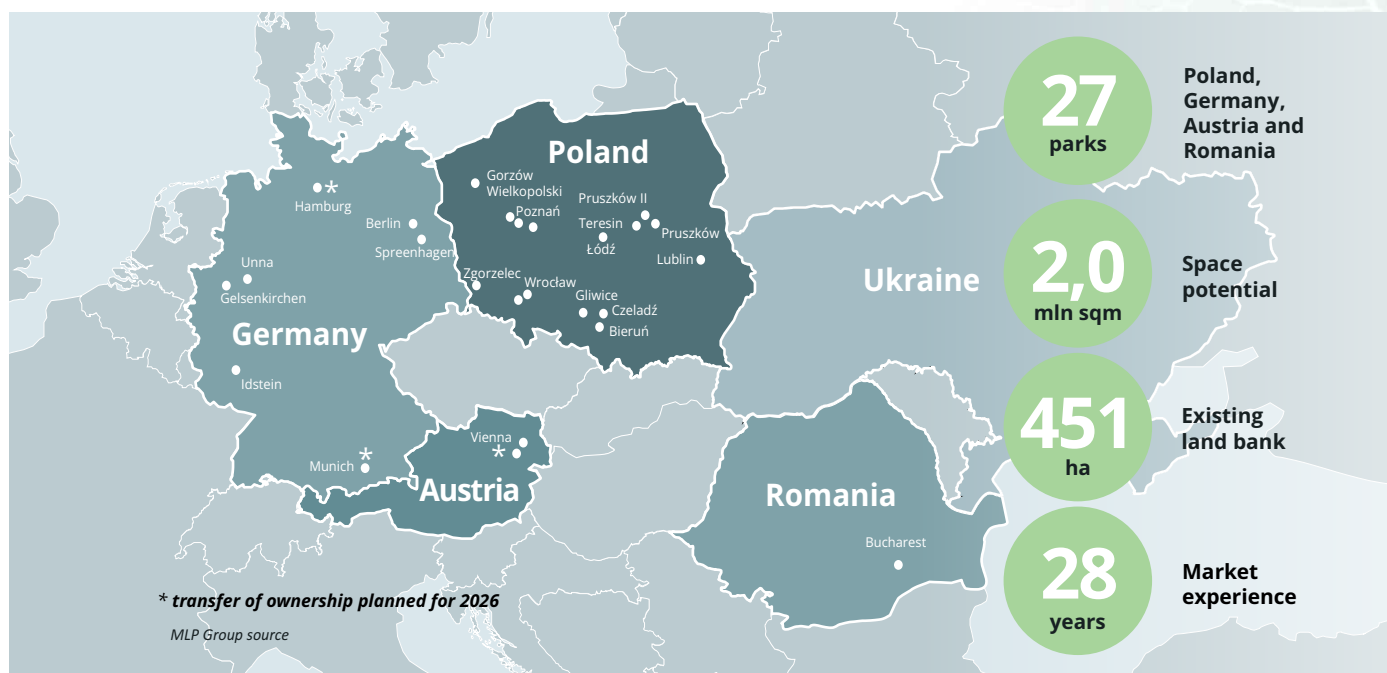 Poland
Gorzów
Wielkopolski
Poznań
Pruszków II
Teresin
Pruszków
Łódź
Lublin
Zgorzelec
Wrocław
Gliwice
Czeladź
Bieruń
*
Hamburg
Berlin
Spreenhagen
Unna
Gelsenkirchen
Germany
Idstein
*
Munich
Vienna
*
Austria
Ukraine
Romania
Bucharest
27
parks
Poland,
Germany,
Austria and
Romania
2,0
mln sqm
Space
potential
451
ha
Existing
land bank
28
years
Market
experience
* transfer of ownership planned for 2026
MLP Group source